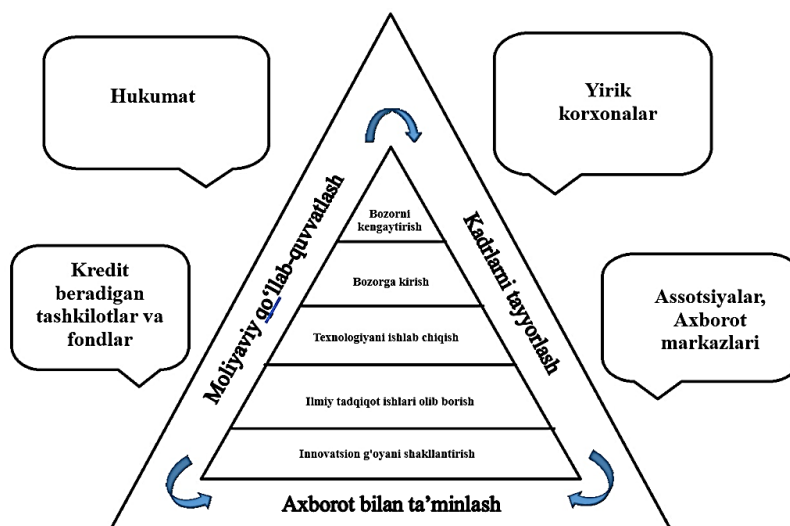 Hukumat
Yirik
korxonalar
Moliyaviy qo‘llab-quvvatlash
Kadrlarni tayyorlash
Bozorni
kengaytirish
Bozorga kirish
Texnologiyani ishlab chiqish
Ilmiy tadqiqot ishlari olib borish
Innovatsion g'oyani shakllantirish
Kredit
beradigan
tashkilotlar va
fondlar
Assotsiyalar,
Axborot
markazlari
Axborot bilan ta’minlash